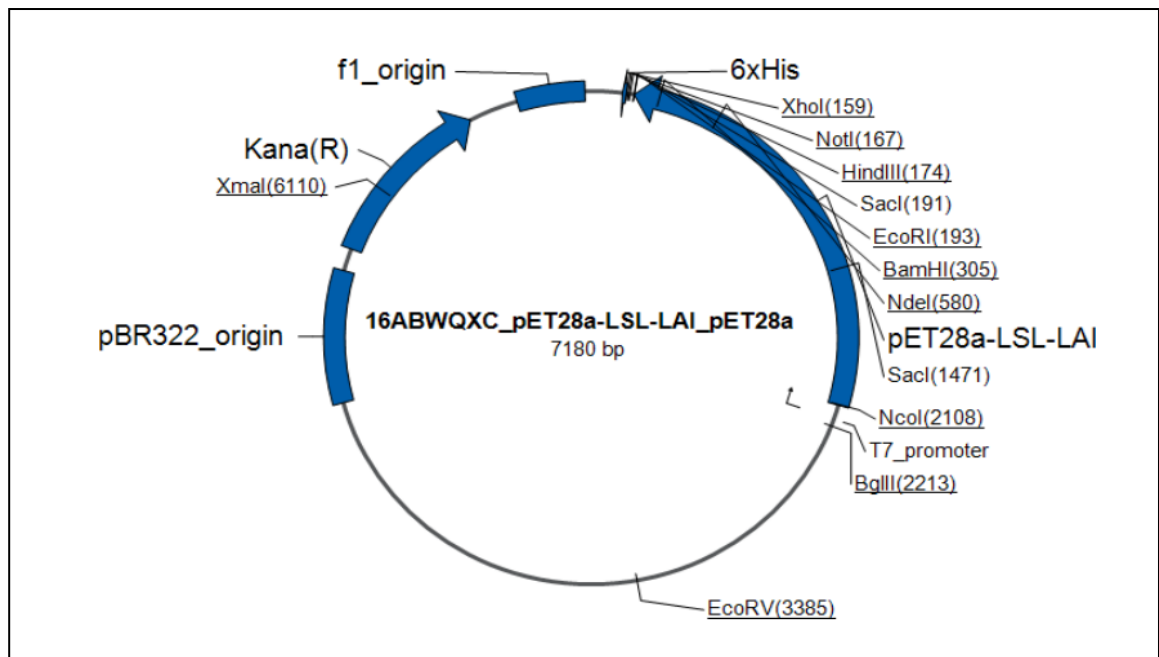 f1_origin
6xHis
XhoI(159)
NotI(167)
Kana(R)
HindIII(174)
XmaI(6110)
SacI(191)
EcoRI(193)
BamHI(305)
NdeI(580)
16ABWQXC_pET28a-LSL-LAI_pET28a
pBR322_origin
pET28a-LSL-LAI
7180 bp
SacI(1471)
NcoI(2108)
T7_promoter
BglII(2213)
EcoRV(3385)